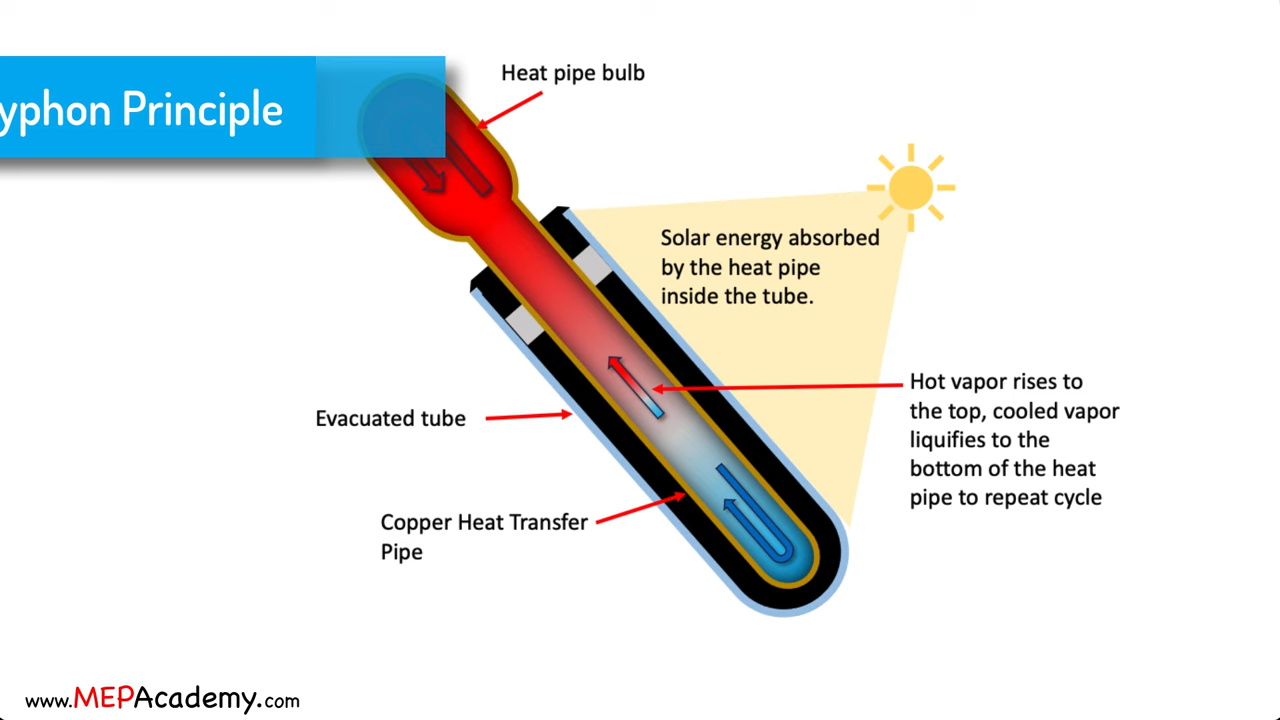 yphon Principle
Heat pipe bulb
Solar energy absorbed
by the heat pipe
inside the tube.
Hot vapor rises to
the top, cooled vapor
liquifies to the
bottom of the heat
pipe to repeat cycle
Evacuated tube
Copper Heat Transfer
Pipe
www.MEPAcademy.com